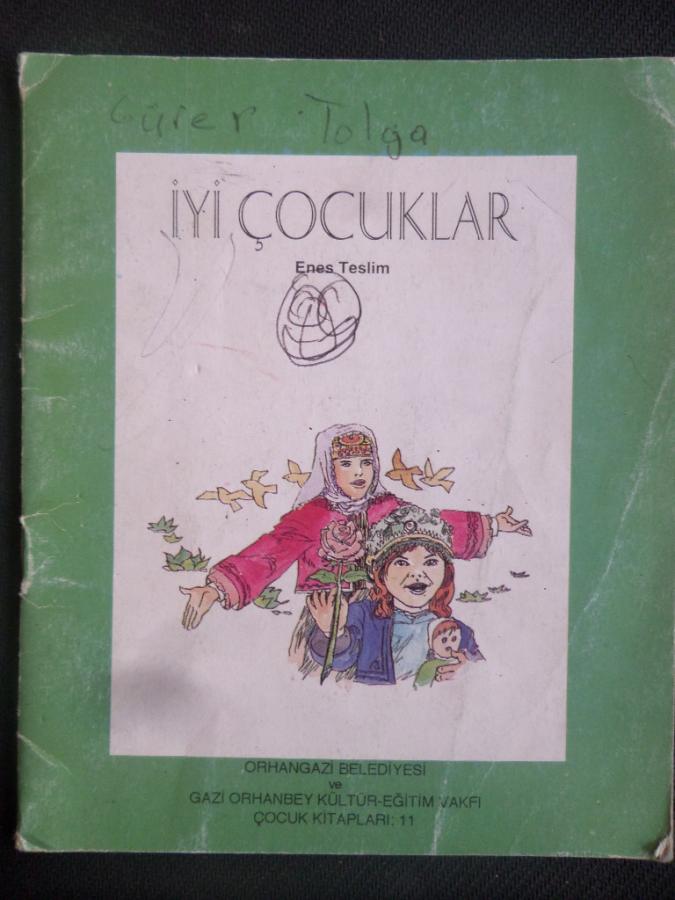 Gürer Tolga
İYİ ÇOCUKLAR
Enes Teslim
ORHANGAZİ BELEDİYESİ
ve
GAZİ ORHANBEY KÜLTÜR-EĞİTİM VAKFI
ÇOCUK KİTAPLARI: 11